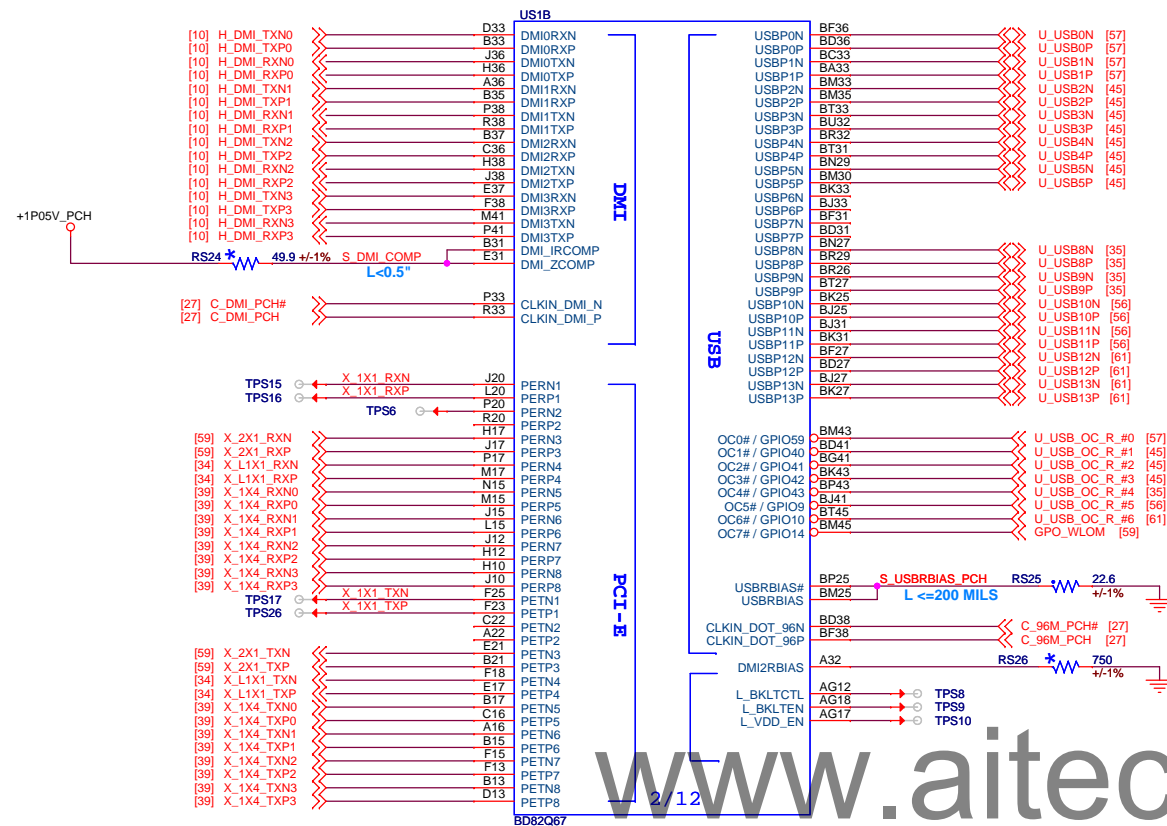 US1B
[10] H_DMI_TXN0 D33 DMI0RXN
[10] H_DMI_TXP0 B33 DMI0RXP
[10] H_DMI_RXN0 J36 DMI0TXN
[10] H_DMI_RXP0 H36 DMI0TXP
[10] H_DMI_TXN1 A36 DMI1RXN
[10] H_DMI_TXP1 B35 DMI1RXP
[10] H_DMI_RXN1 P38 DMI1TXN
[10] H_DMI_RXP1 R38 DMI1TXP
[10] H_DMI_TXN2 B37 DMI2RXN
[10] H_DMI_TXP2 C36 DMI2RXP
[10] H_DMI_RXN2 H38 DMI2TXN
[10] H_DMI_RXP2 J38 DMI2TXP
[10] H_DMI_TXN3 E37 DMI3RXN
[10] H_DMI_TXP3 F38 DMI3RXP
[10] H_DMI_RXN3 M41 DMI3TXN
[10] H_DMI_RXP3 P41 DMI3TXP
B31 DMI_IRCOMP
+1P05V_PCH
RS24 * 49.9 +/-1% S_DMI_COMP E31 DMI_ZCOMP
L<0.5"
[27] C_DMI_PCH# P33 CLKIN_DMI_N
[27] C_DMI_PCH R33 CLKIN_DMI_P
DMI
TPS15 X_1X1_RXN J20 PERN1
TPS16 X_1X1_RXP L20 PERP1
TPS6 P20 PERN2
R20 PERP2
[59] X_2X1_RXN H17 PERN3
[59] X_2X1_RXP J17 PERP3
[34] X_L1X1_RXN P17 PERN4
[34] X_L1X1_RXP M17 PERP4
[39] X_1X4_RXN0 N15 PERN5
[39] X_1X4_RXP0 M15 PERP5
[39] X_1X4_RXN1 J15 PERN6
[39] X_1X4_RXP1 L15 PERP6
[39] X_1X4_RXN2 J12 PERN7
[39] X_1X4_RXP2 H12 PERP7
[39] X_1X4_RXN3 H10 PERN8
[39] X_1X4_RXP3 J10 PERP8
TPS17 X_1X1_TXN F25 PETN1
TPS26 X_1X1_TXP F23 PETP1
C22 PETN2
A22 PETP2
[59] X_2X1_TXN E21 PETN3
[59] X_2X1_TXP B21 PETP3
[34] X_L1X1_TXN F18 PETN4
[34] X_L1X1_TXP E17 PETP4
[39] X_1X4_TXN0 B17 PETN5
[39] X_1X4_TXP0 C16 PETP5
[39] X_1X4_TXN1 A16 PETN6
[39] X_1X4_TXP1 B15 PETP6
[39] X_1X4_TXN2 F15 PETN7
[39] X_1X4_TXP2 F13 PETP7
[39] X_1X4_TXN3 B13 PETN8
[39] X_1X4_TXP3 D13 PETP8
PCI-E
USBP0N BF36 U_USB0N [57]
USBP0P BD36 U_USB0P [57]
USBP1N BC33 U_USB1N [57]
USBP1P BA33 U_USB1P [57]
USBP2N BM33 U_USB2N [45]
USBP2P BM35 U_USB2P [45]
USBP3N BT33 U_USB3N [45]
USBP3P BU32 U_USB3P [45]
USBP4N BR32 U_USB4N [45]
USBP4P BT31 U_USB4P [45]
USBP5N BN29 U_USB5N [45]
USBP5P BM30 U_USB5P [45]
USBP6N BK33
USBP6P BJ33
USBP7N BF31
USBP7P BD31
USBP8N BN27 U_USB8N [35]
USBP8P BR29 U_USB8P [35]
USBP9N BR26 U_USB9N [35]
USBP9P BT27 U_USB9P [35]
USBP10N BK25 U_USB10N [56]
USBP10P BJ25 U_USB10P [56]
USBP11N BJ31 U_USB11N [56]
USBP11P BK31 U_USB11P [56]
USBP12N BF27 U_USB12N [61]
USBP12P BD27 U_USB12P [61]
USBP13N BJ27 U_USB13N [61]
USBP13P BK27 U_USB13P [61]
USB
OC0# / GPIO59 BM43 U_USB_OC_R_#0 [57]
OC1# / GPIO40 BD41 U_USB_OC_R_#1 [45]
OC2# / GPIO41 BG41 U_USB_OC_R_#2 [45]
OC3# / GPIO42 BK43 U_USB_OC_R_#3 [45]
OC4# / GPIO43 BP43 U_USB_OC_R_#4 [35]
OC5# / GPIO9 BJ41 U_USB_OC_R_#5 [56]
OC6# / GPIO10 BT45 U_USB_OC_R_#6 [61]
OC7# / GPIO14 BM45 GPO_WLOM [59]
USBRBIAS# BP25 S_USBRBIAS_PCH RS25 22.6
USBRBIAS BM25 L <=200 MILS +/-1%
CLKIN_DOT_96N BD38 C_96M_PCH# [27]
CLKIN_DOT_96P BF38 C_96M_PCH [27]
DMI2RBIAS A32 RS26 * 750
+/-1%
L_BKLTCTL AG12 TPS8
L_BKLTEN AG18 TPS9
L_VDD_EN AG17 TPS10
2/12
BD82Q67
www.aitec